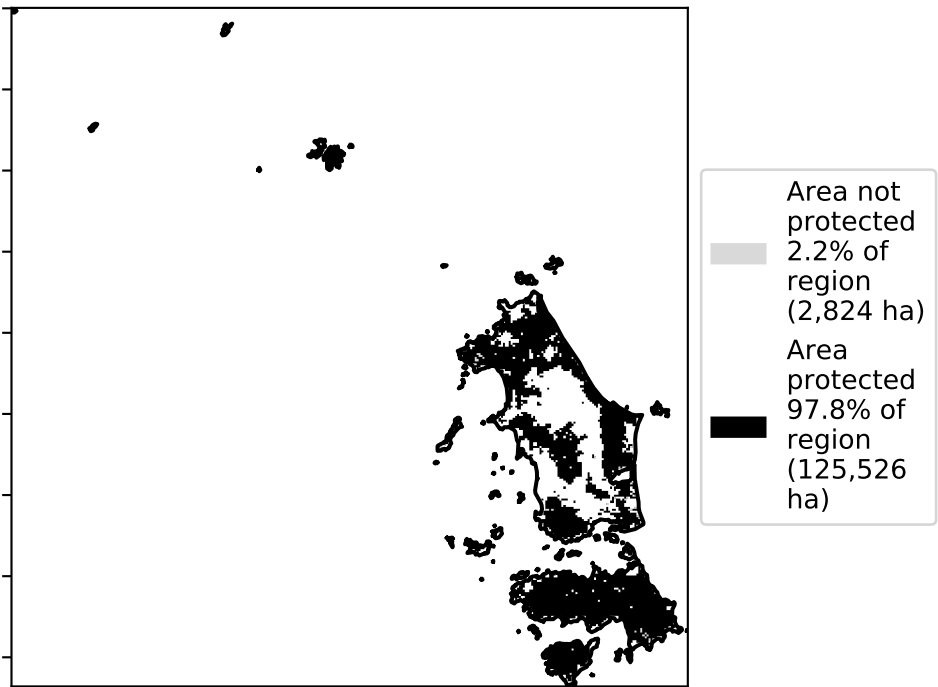 Area not
protected
2.2% of
region
(2,824 ha)
Area
protected
97.8% of
region
(125,526
ha)